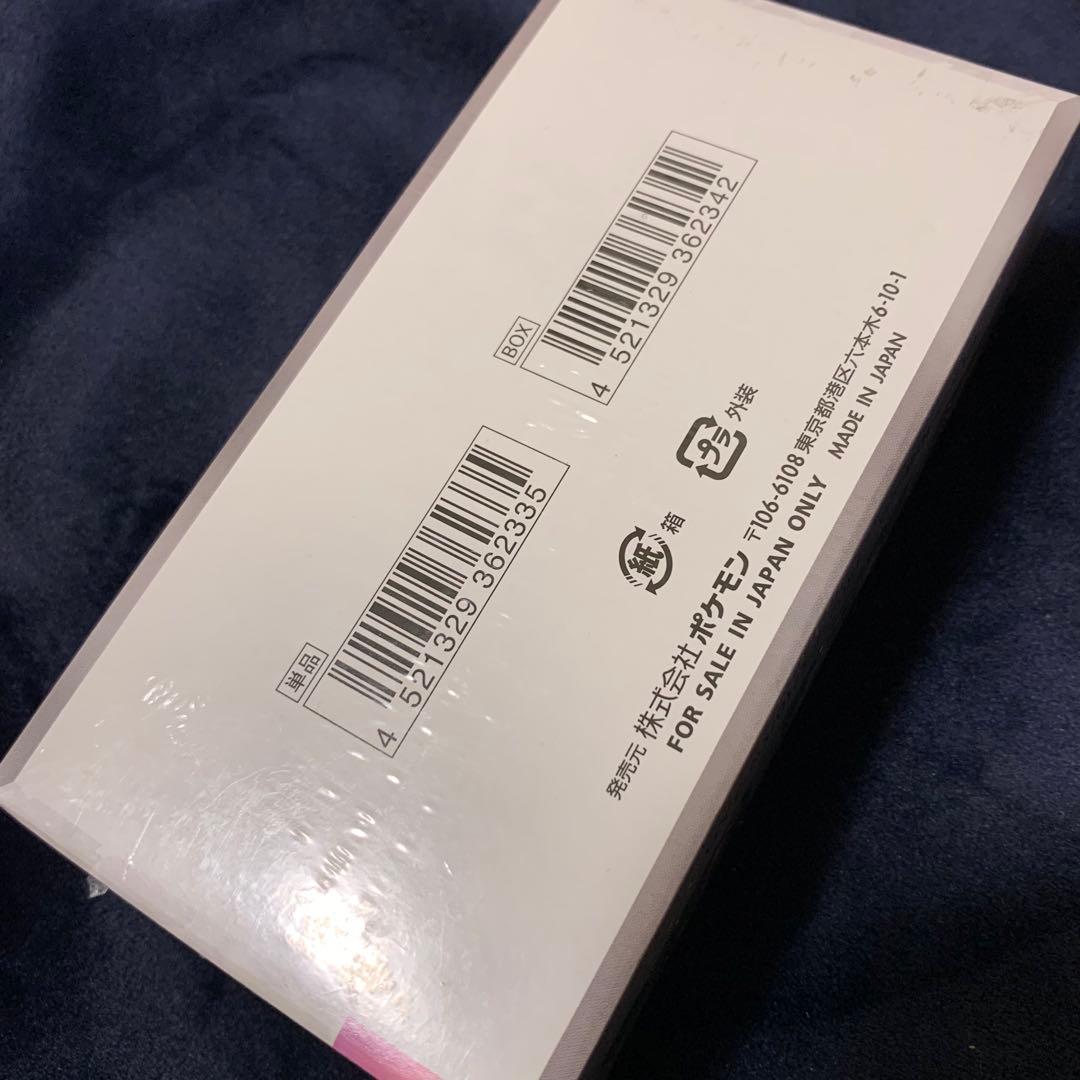 BOX
4 521329 362342
単品
4 521329 362335
プラ 外装
紙 箱
発売元 株式会社ポケモン 〒106-6108 東京都港区六本木6-10-1
FOR SALE IN JAPAN ONLY MADE IN JAPAN